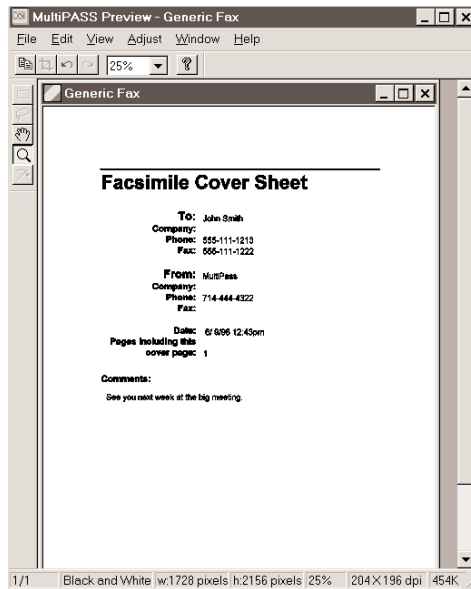 MultiPASS Preview - Generic Fax
File Edit View Adjust Window Help
25%
Generic Fax
Facsimile Cover Sheet
To: John Smith
Company:
Phone: 555-111-1213
Fax: 555-111-1222
From: MultiPass
Company:
Phone: 714-444-4322
Fax:
Date: 6/ 9/95 12:43pm
Pages including this
cover page: 1
Comments:
See you next week at the big meeting.
1/1 Black and White w:1728 pixels h:2156 pixels 25% 204X196 dpi 454K